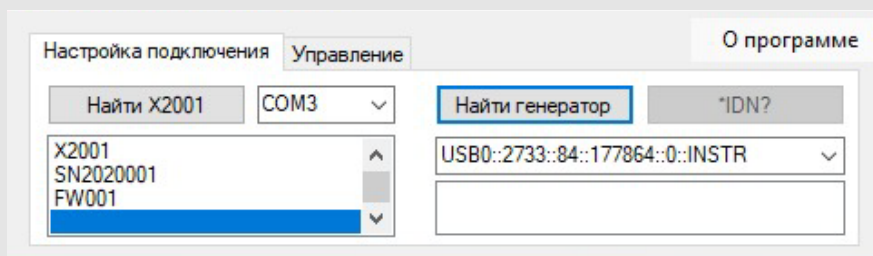 О программе
Настройка подключения Управление
Найти X2001 COM3 Найти генератор *IDN?
X2001
SN2020001
FW001
USB0::2733::84::177864::0::INSTR